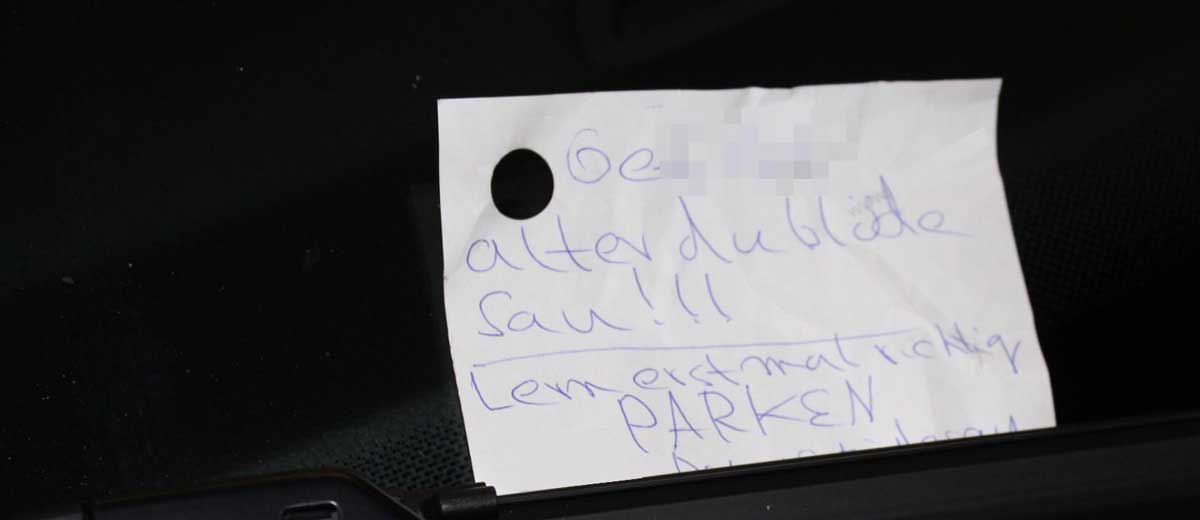 Ge
alter du blöde
Sau!!!
Lern erstmal richtig
PARKEN